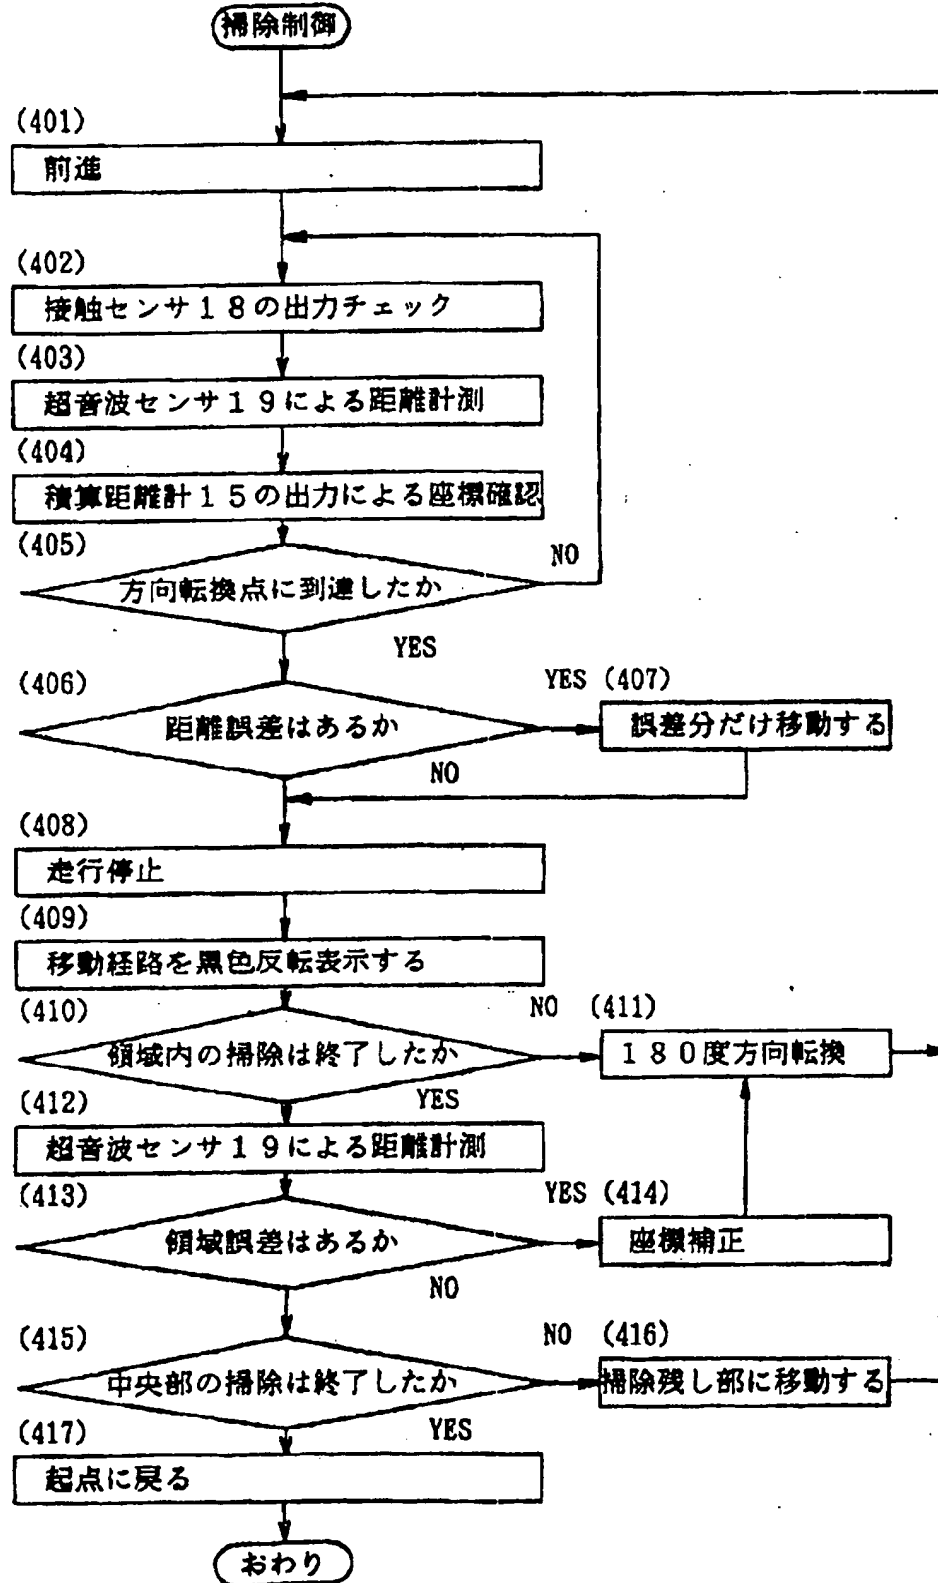 掃除制御
(401)
前進
(402)
接触センサ18の出力チェック
(403)
超音波センサ19による距離計測
(404)
積算距離計15の出力による座標確認
(405)
方向転換点に到達したか
NO
YES
(406)
距離誤差はあるか
YES (407)
誤差分だけ移動する
NO
(408)
走行停止
(409)
移動経路を黒色反転表示する
(410)
領域内の掃除は終了したか
NO (411)
180度方向転換
YES
(412)
超音波センサ19による距離計測
(413)
領域誤差はあるか
YES (414)
座標補正
NO
(415)
中央部の掃除は終了したか
NO (416)
掃除残し部に移動する
YES
(417)
起点に戻る
おわり